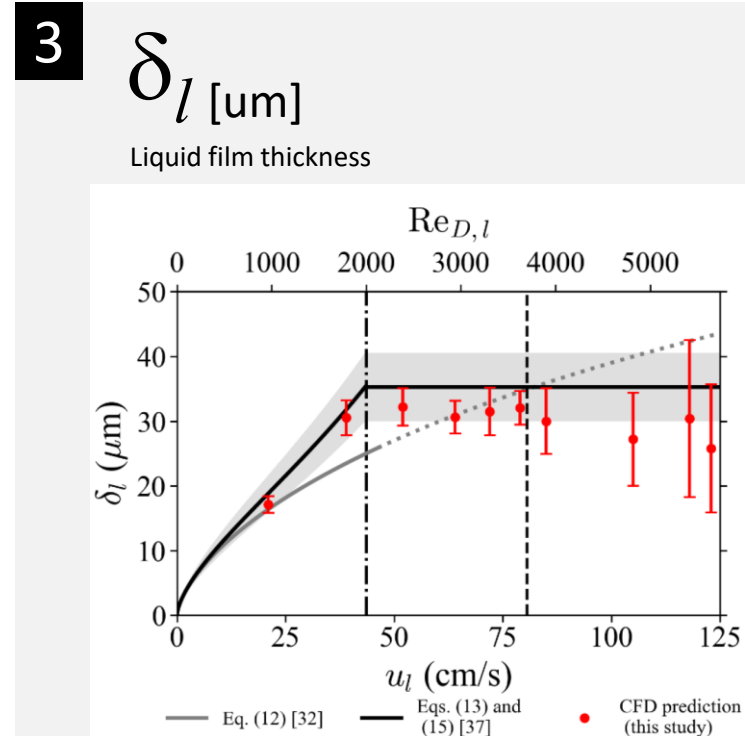 3
δl [um]
Liquid film thickness
ReD, l
0 1000 2000 3000 4000 5000
50
40
30
20
10
0
δl (μm)
0 25 50 75 100 125
ul (cm/s)
Eq. (12) [32]
Eqs. (13) and
(15) [37]
CFD prediction
(this study)